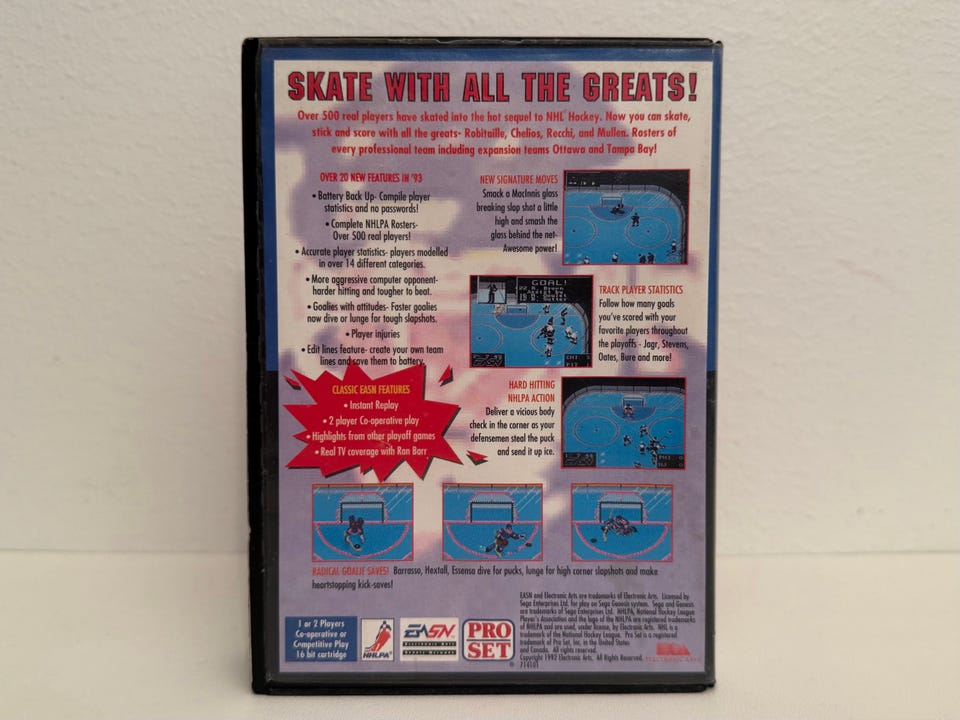 SKATE WITH ALL THE GREATS!
Over 500 real players have skated into the hot sequel to NHL® Hockey. Now you can skate,
stick and score with all the greats- Robitaille, Chelios, Recchi, and Mullen. Rosters of
every professional team including expansion teams Ottawa and Tampa Bay!
OVER 20 NEW FEATURES IN '93
• Battery Back Up- Compile player
statistics and no passwords!
• Complete NHLPA Rosters-
Over 500 real players!
• Accurate player statistics- players modelled
in over 14 different categories.
• More aggressive computer opponent-
harder hitting and tougher to beat.
• Goalies with attitudes- Faster goalies
now dive or lunge for tough slapshots.
• Player injuries
• Edit lines feature- create your own team
lines and save them to battery.
CLASSIC EASN FEATURES
• Instant Replay
• 2 player Co-operative play
• Highlights from other playoff games
• Real TV coverage with Ron Barr
NEW SIGNATURE MOVES
Smack a MacInnis glass
breaking slap shot a little
high and smash the
glass behind the net-
Awesome power!
GOAL!
TRACK PLAYER STATISTICS
Follow how many goals
you've scored with your
favorite players throughout
the playoffs - Jagr, Stevens,
Oates, Bure and more!
HARD HITTING
NHLPA ACTION
Deliver a vicious body
check in the corner as your
defensemen steal the puck
and send it up ice.
RADICAL GOALIE SAVES! Barrasso, Hextall, Essensa dive for pucks, lunge for high corner slapshots and make
heartstopping kick-saves!
1 or 2 Players
Co-operative or
Competitive Play
16 bit cartridge
NHLPA
EASN
PRO
SET
EASN and Electronic Arts are trademarks of Electronic Arts. Licensed by
Sega Enterprises Ltd. for play on Sega Genesis system. Sega and Genesis
are trademarks of Sega Enterprises Ltd. NHLPA, National Hockey League
Player's Association and the logo of the NHLPA are registered trademarks
of NHLPA and are used, under license, by Electronic Arts. NHL is a
trademark of the National Hockey League. Pro Set is a registered
trademark of Pro Set, Inc. in the United States
and Canada. All rights reserved.
Copyright 1992 Electronic Arts. All Rights Reserved.
714101
ELECTRONIC ARTS